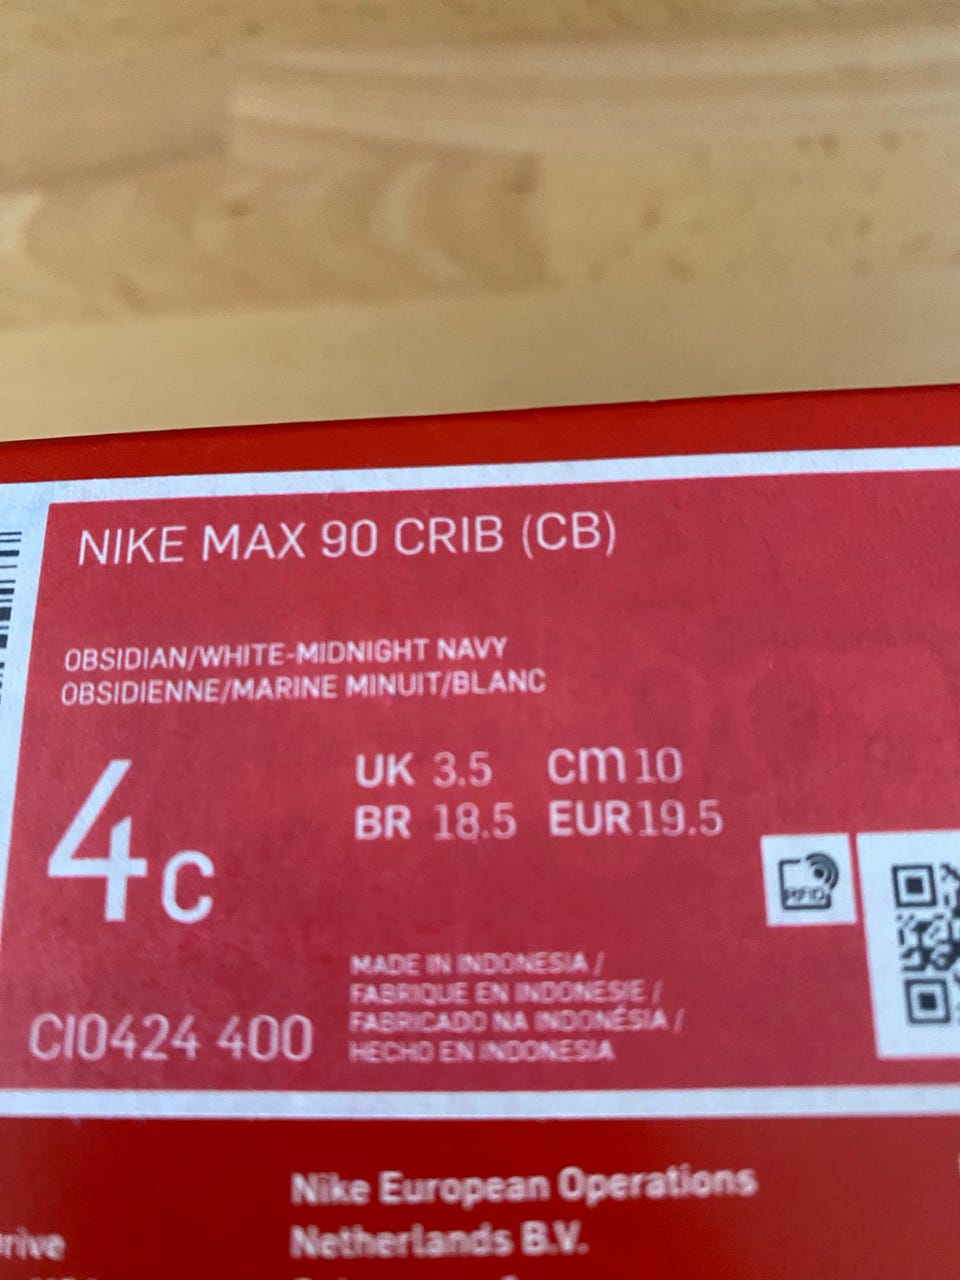 NIKE MAX 90 CRIB (CB)
OBSIDIAN/WHITE-MIDNIGHT NAVY
OBSIDIENNE/MARINE MINUIT/BLANC
4C
UK 3.5 cm 10
BR 18.5 EUR 19.5
RFID
MADE IN INDONESIA /
FABRIQUE EN INDONESIE /
FABRICADO NA INDONÉSIA /
HECHO EN INDONESIA
CI0424 400
Nike European Operations
Netherlands B.V.